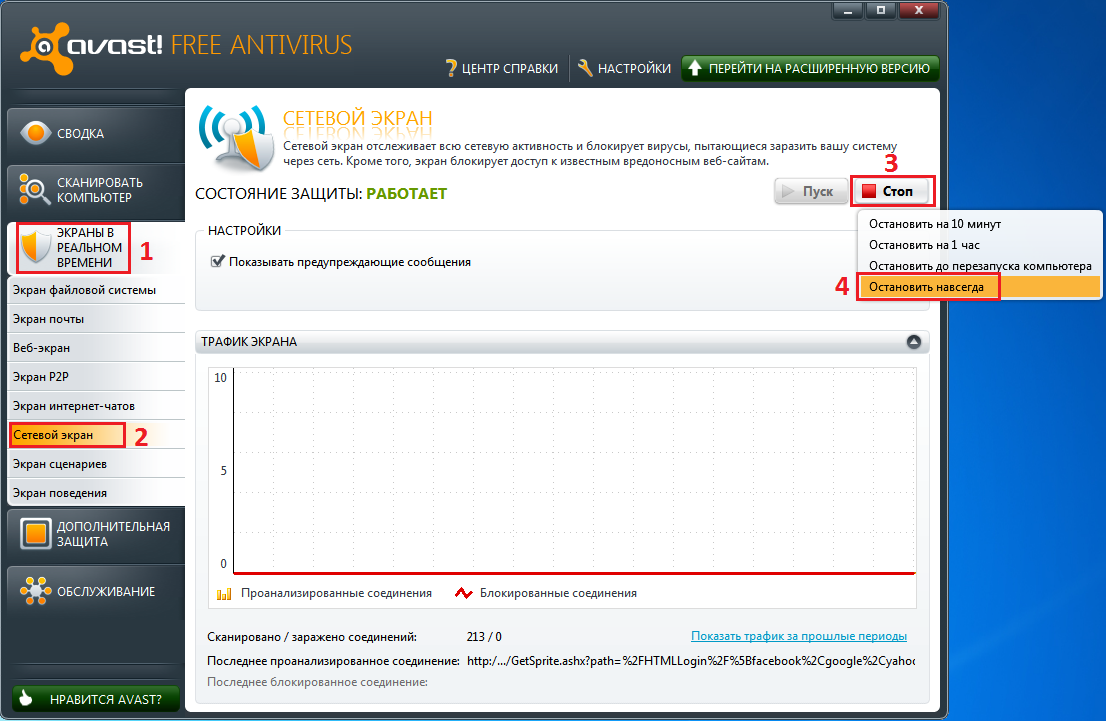 avast! FREE ANTIVIRUS
? ЦЕНТР СПРАВКИ
НАСТРОЙКИ
ПЕРЕЙТИ НА РАСШИРЕННУЮ ВЕРСИЮ
СВОДКА
СКАНИРОВАТЬ
КОМПЬЮТЕР
ЭКРАНЫ В
РЕАЛЬНОМ
ВРЕМЕНИ
1
Экран файловой системы
Экран почты
Веб-экран
Экран P2P
Экран интернет-чатов
Сетевой экран
2
Экран сценариев
Экран поведения
ДОПОЛНИТЕЛЬНАЯ
ЗАЩИТА
ОБСЛУЖИВАНИЕ
НРАВИТСЯ AVAST?
СЕТЕВОЙ ЭКРАН
Сетевой экран отслеживает всю сетевую активность и блокирует вирусы, пытающиеся заразить вашу систему
через сеть. Кроме того, экран блокирует доступ к известным вредоносным веб-сайтам.
СОСТОЯНИЕ ЗАЩИТЫ: РАБОТАЕТ
Пуск
3
Стоп
Остановить на 10 минут
Остановить на 1 час
Остановить до перезапуска компьютера
4
Остановить навсегда
НАСТРОЙКИ
Показывать предупреждающие сообщения
ТРАФИК ЭКРАНА
10
5
0
Проанализированные соединения
Блокированные соединения
Сканировано / заражено соединений: 213 / 0
Показать трафик за прошлые периоды
Последнее проанализированное соединение: http:/.../GetSprite.ashx?path=%2FHTMLLogin%2F%5Bfacebook%2Cgoogle%2Cyahoo
Последнее блокированное соединение: